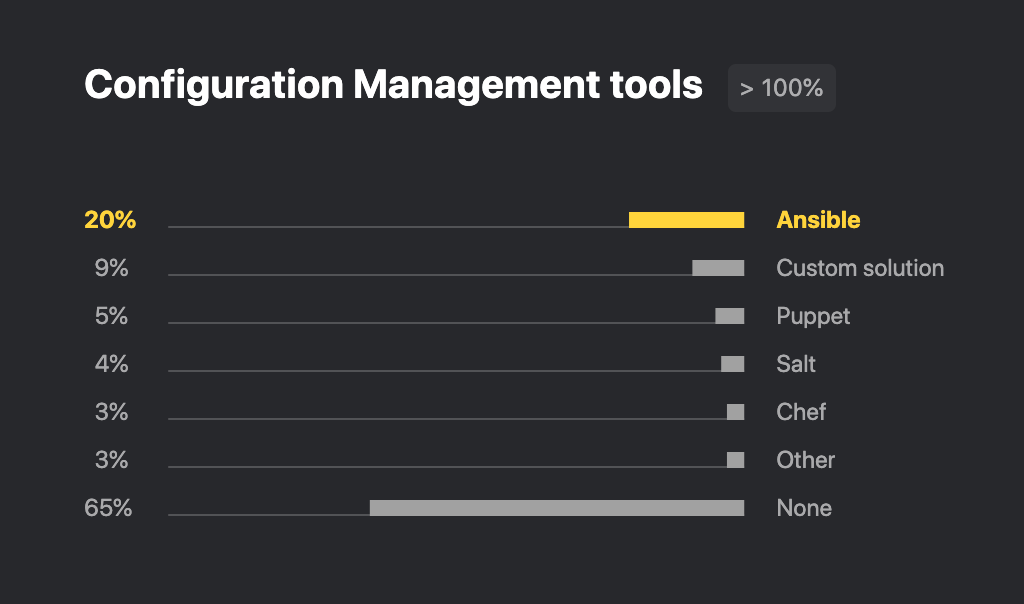 Configuration Management tools > 100%
20% Ansible
9% Custom solution
5% Puppet
4% Salt
3% Chef
3% Other
65% None